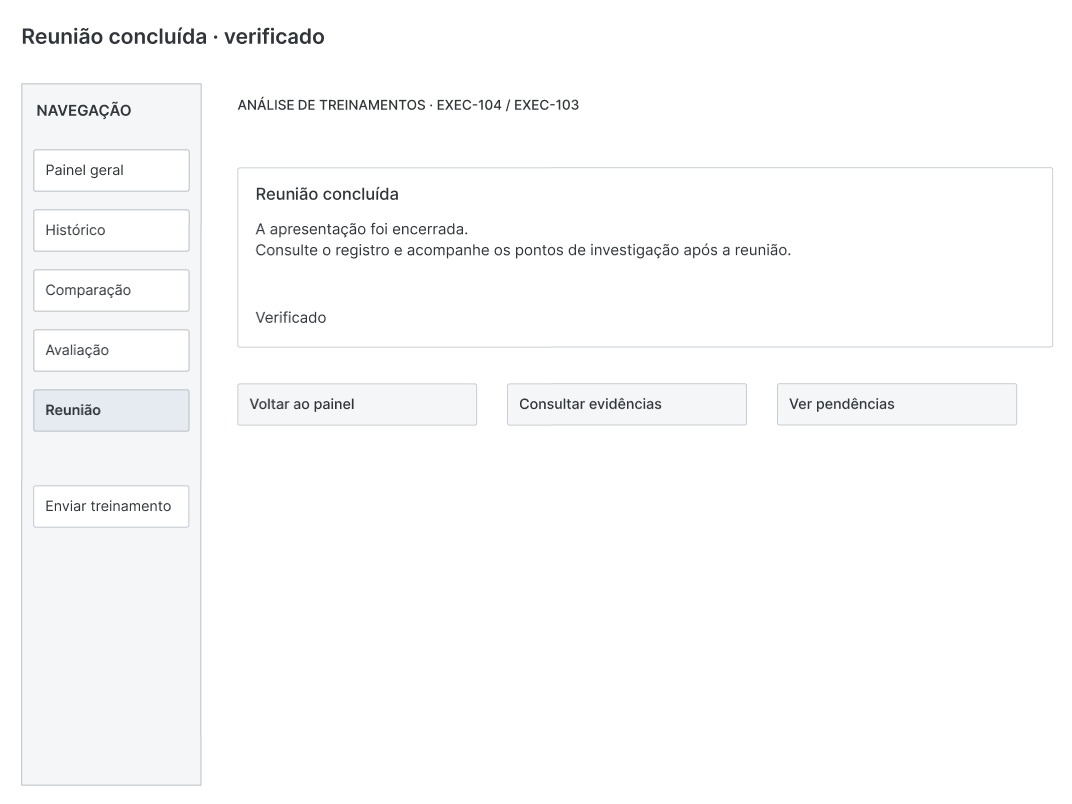 Reunião concluída · verificado
NAVEGAÇÃO
Painel geral
Histórico
Comparação
Avaliação
Reunião
Enviar treinamento
ANÁLISE DE TREINAMENTOS · EXEC-104 / EXEC-103
Reunião concluída
A apresentação foi encerrada.
Consulte o registro e acompanhe os pontos de investigação após a reunião.
Verificado
Voltar ao painel
Consultar evidências
Ver pendências